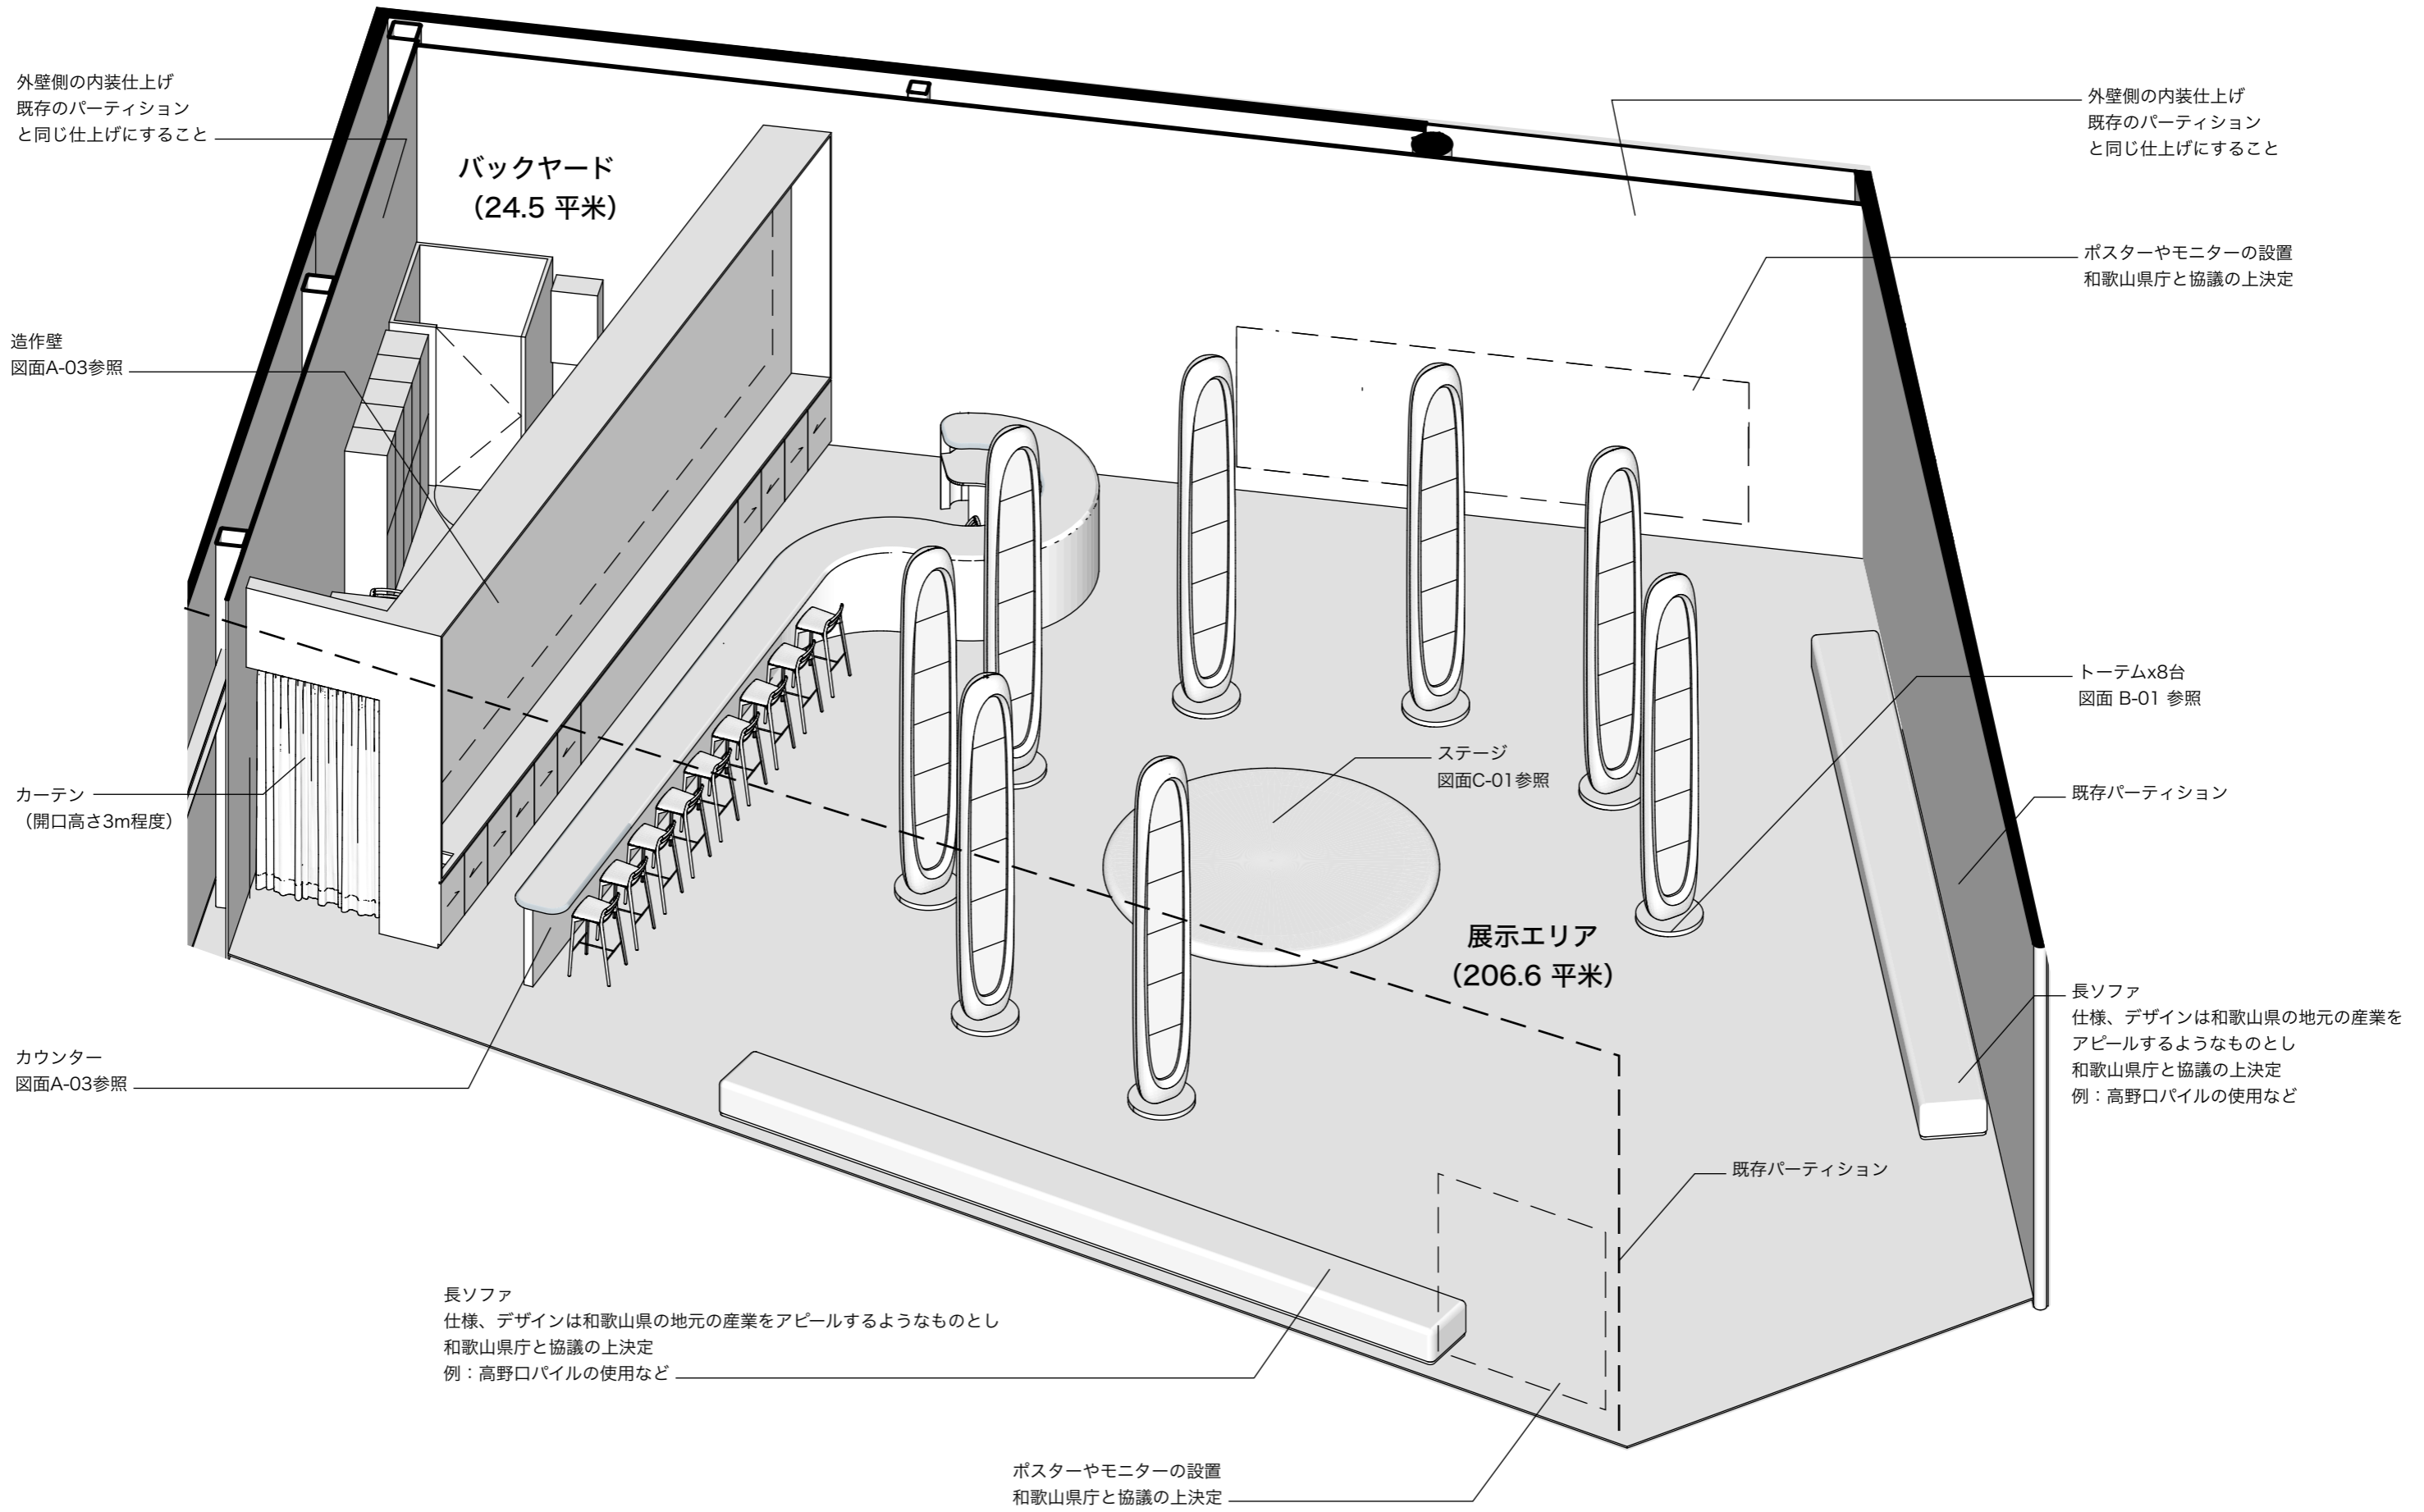 外壁側の内装仕上げ
既存のパーティション
と同じ仕上げにすること
バックヤード
（24.5 平米）
外壁側の内装仕上げ
既存のパーティション
と同じ仕上げにすること
ポスターやモニターの設置
和歌山県庁と協議の上決定
造作壁
図面A-03参照
トーテムx8台
図面 B-01 参照
ステージ
図面C-01参照
カーテン
（開口高さ3m程度）
既存パーティション
展示エリア
（206.6 平米）
長ソファ
仕様、デザインは和歌山県の地元の産業を
アピールするようなものとし
和歌山県庁と協議の上決定
例：高野口パイルの使用など
カウンター
図面A-03参照
既存パーティション
長ソファ
仕様、デザインは和歌山県の地元の産業をアピールするようなものとし
和歌山県庁と協議の上決定
例：高野口パイルの使用など
ポスターやモニターの設置
和歌山県庁と協議の上決定